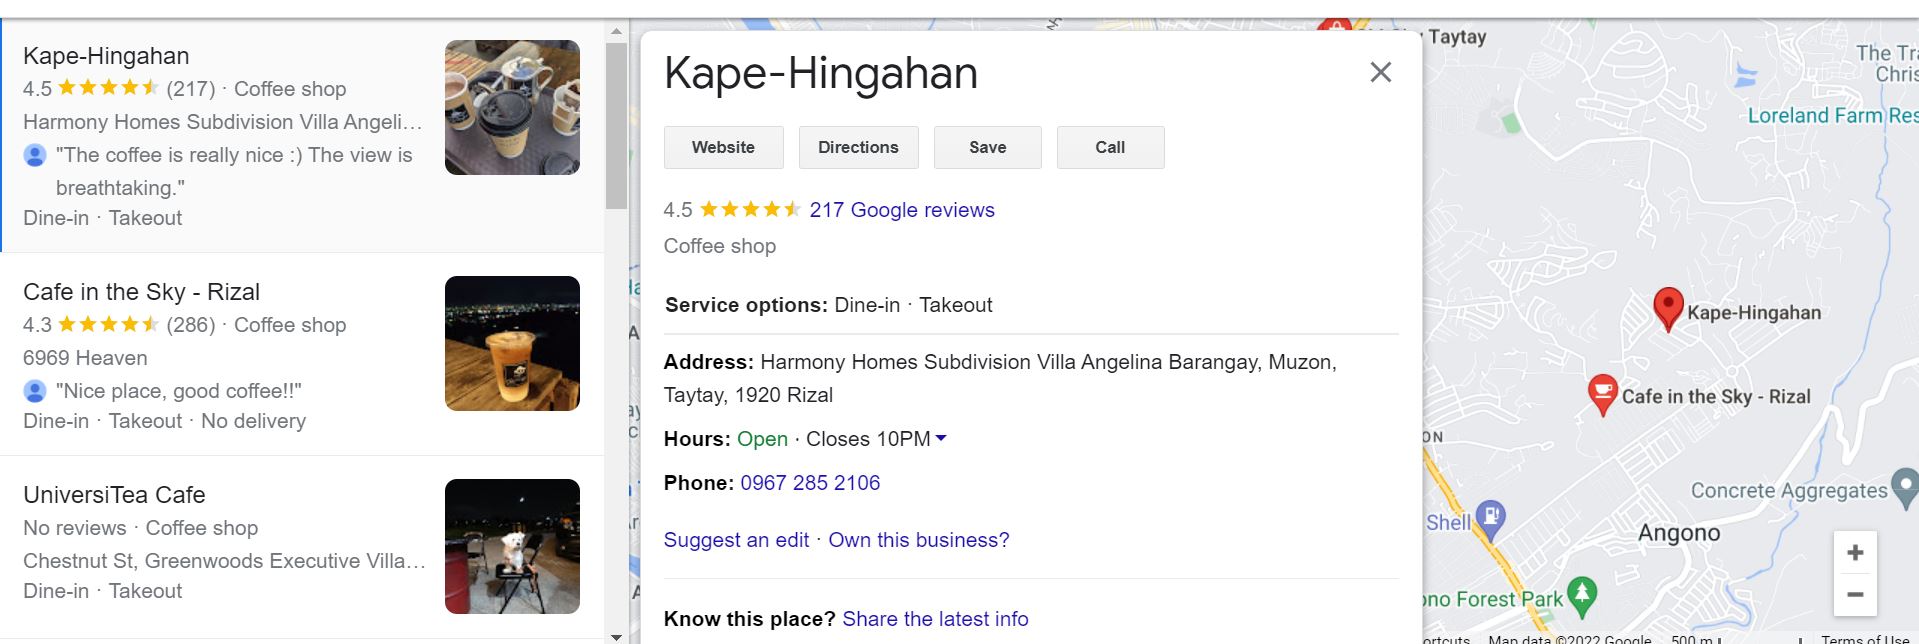 Kape-Hingahan
4.5 (217) · Coffee shop
Harmony Homes Subdivision Villa Angeli…
"The coffee is really nice :) The view is
breathtaking."
Dine-in · Takeout
Cafe in the Sky - Rizal
4.3 (286) · Coffee shop
6969 Heaven
"Nice place, good coffee!!"
Dine-in · Takeout · No delivery
UniversiTea Cafe
No reviews · Coffee shop
Chestnut St, Greenwoods Executive Villa…
Dine-in · Takeout
Kape-Hingahan
Website
Directions
Save
Call
4.5 217 Google reviews
Coffee shop
Service options: Dine-in · Takeout
Address: Harmony Homes Subdivision Villa Angelina Barangay, Muzon,
Taytay, 1920 Rizal
Hours: Open · Closes 10PM
Phone: 0967 285 2106
Suggest an edit · Own this business?
Know this place? Share the latest info
Taytay
The Tra
Chris
Loreland Farm Res
Kape-Hingahan
Cafe in the Sky - Rizal
ON
Concrete Aggregates
Shell
Angono
ono Forest Park
ortcuts
Map data ©2022 Google
500 m
Terms of Use